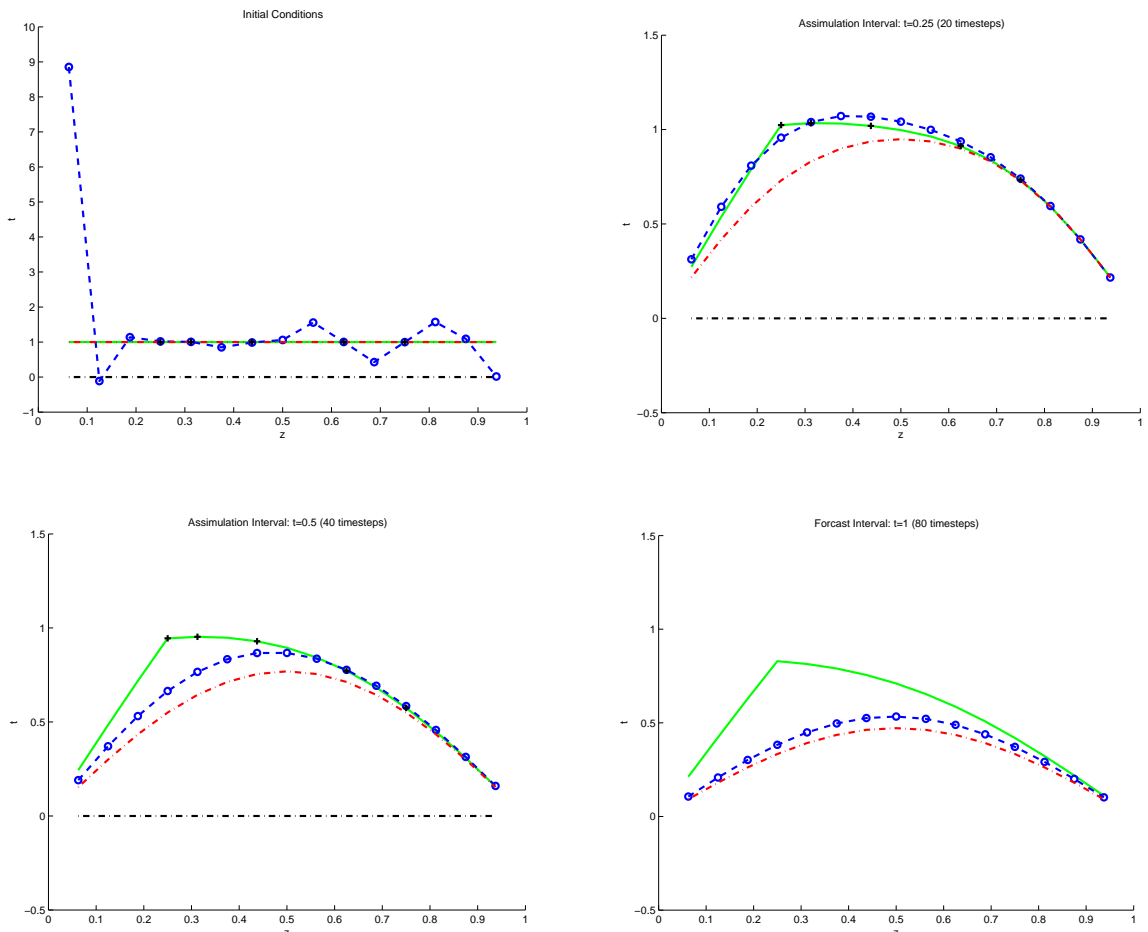 Initial Conditions
10
9
8
7
6
5
4
3
2
1
0
−1
t
0 0.1 0.2 0.3 0.4 0.5 0.6 0.7 0.8 0.9 1
z
Assimulation Interval: t=0.25 (20 timesteps)
1.5
1
0.5
0
−0.5
t
0 0.1 0.2 0.3 0.4 0.5 0.6 0.7 0.8 0.9 1
z
Assimulation Interval: t=0.5 (40 timesteps)
1.5
1
0.5
0
−0.5
t
0 0.1 0.2 0.3 0.4 0.5 0.6 0.7 0.8 0.9 1
z
Forcast Interval: t=1 (80 timesteps)
1.5
1
0.5
0
−0.5
t
0 0.1 0.2 0.3 0.4 0.5 0.6 0.7 0.8 0.9 1
z